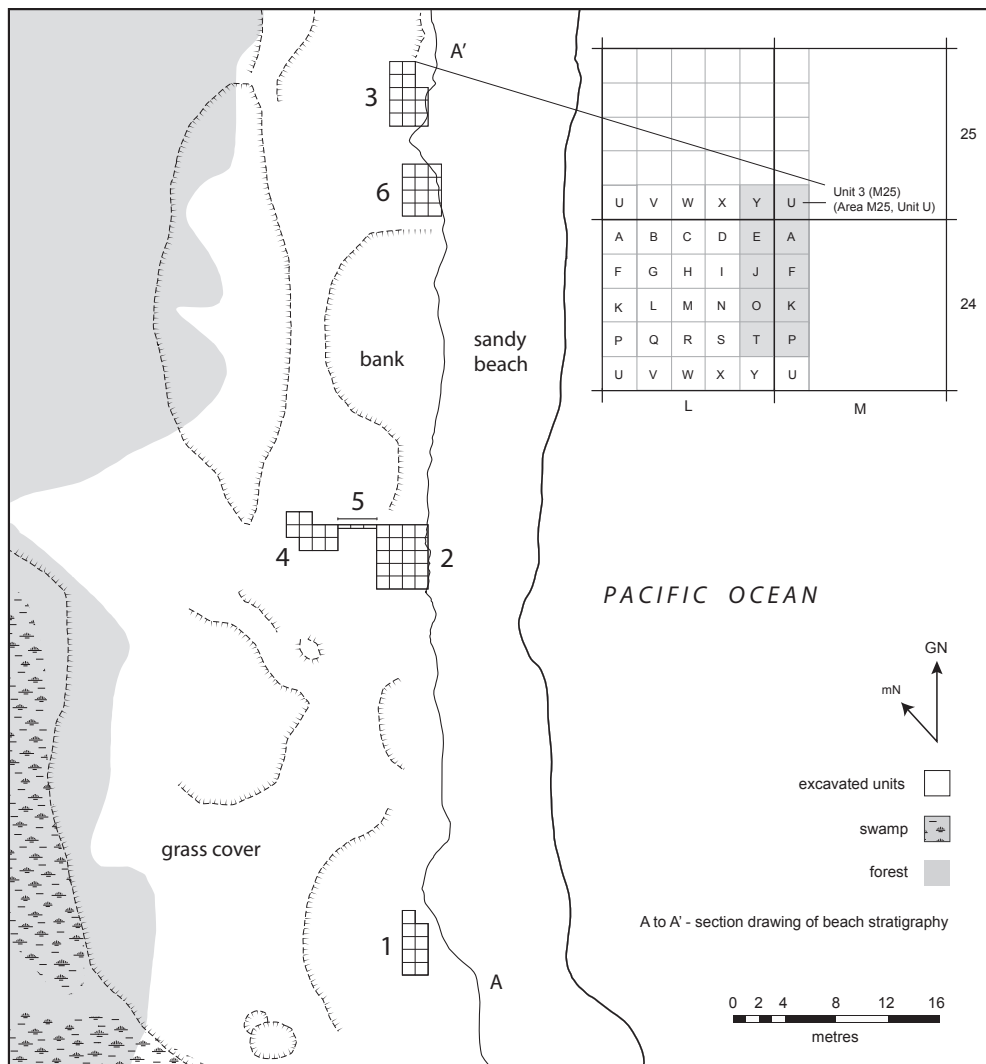 A'
3
6
bank
sandy
beach
5
4
2
grass cover
1
A
25
Unit 3 (M25)
(Area M25, Unit U)
U V W X Y U
A B C D E A
F G H I J F
24
K L M N O K
P Q R S T P
U V W X Y U
L M
PACIFIC OCEAN
GN
mN
excavated units
swamp
forest
A to A' - section drawing of beach stratigraphy
0 2 4 8 12 16
metres